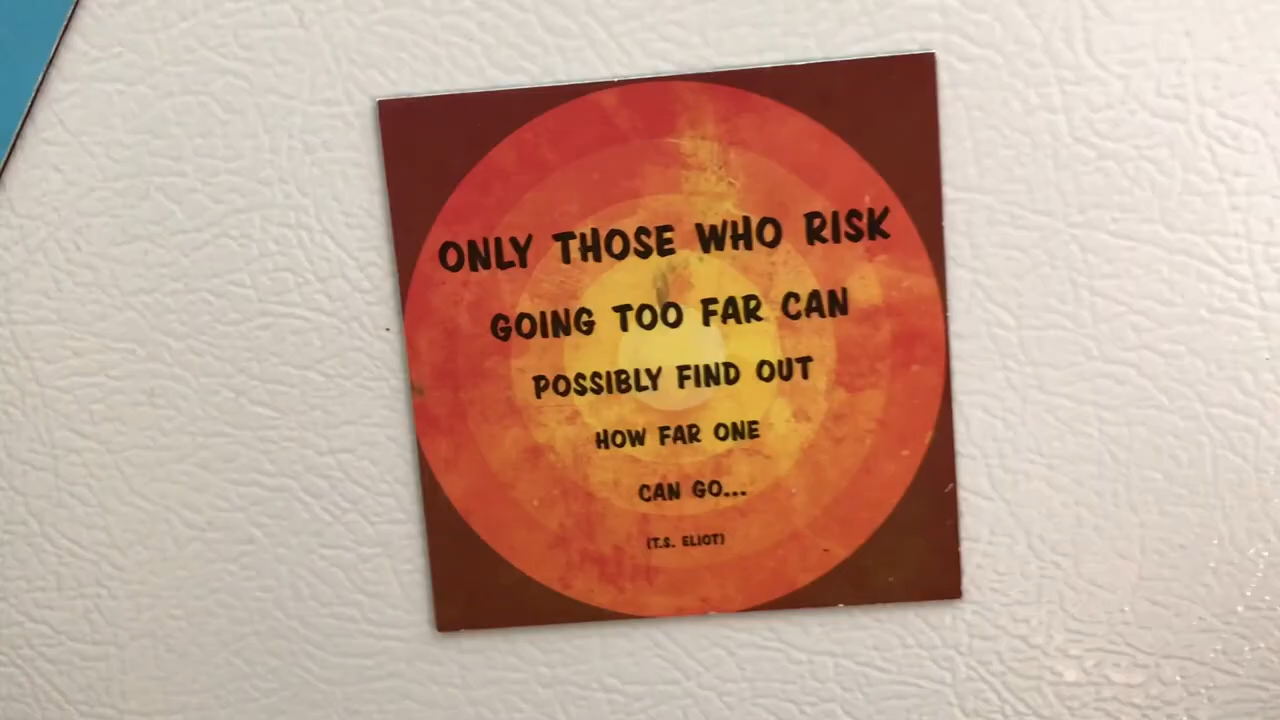 ONLY THOSE WHO RISK
GOING TOO FAR CAN
POSSIBLY FIND OUT
HOW FAR ONE
CAN GO...
(T.S. ELIOT)